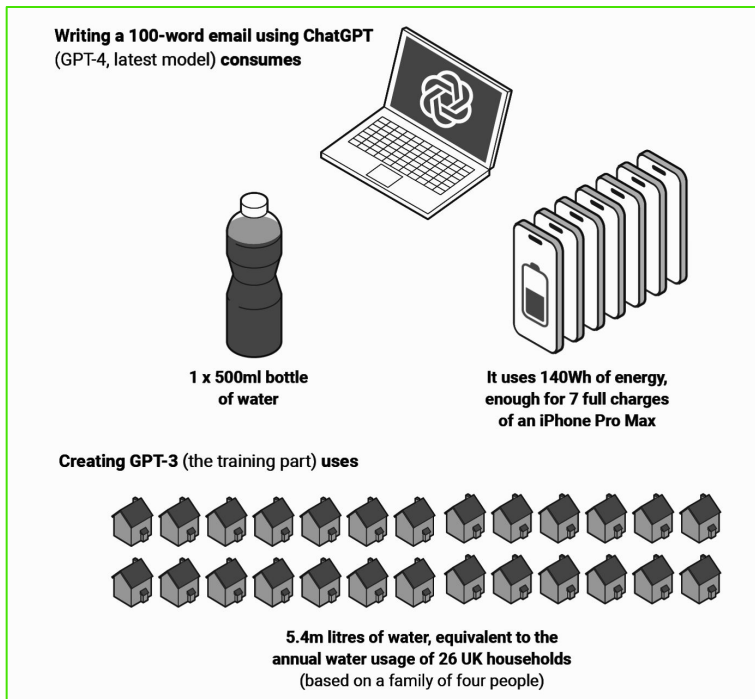 Writing a 100-word email using ChatGPT
(GPT-4, latest model) consumes
1 x 500ml bottle
of water
It uses 140Wh of energy,
enough for 7 full charges
of an iPhone Pro Max
Creating GPT-3 (the training part) uses
5.4m litres of water, equivalent to the
annual water usage of 26 UK households
(based on a family of four people)